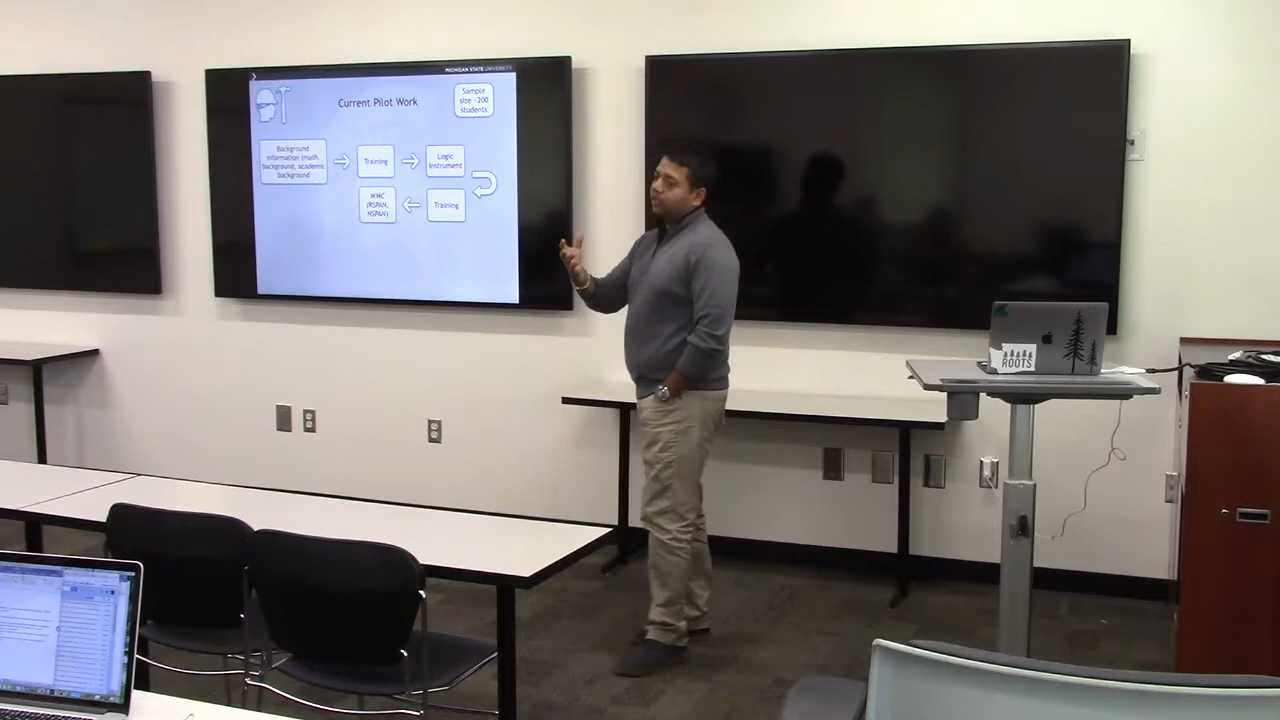 MICHIGAN STATE UNIVERSITY
Current Pilot Work
Sample
size ~200
students
Background
information (math,
background, academic
background
Training
Logic
Instrument
WMC
(RSPAN,
NSPAN)
Training
ROOTS